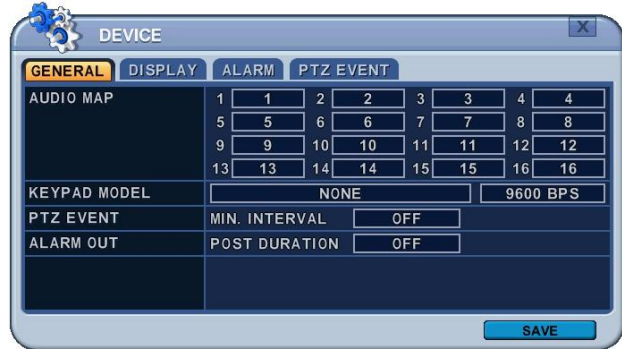 DEVICE
X
GENERAL DISPLAY ALARM PTZ EVENT
AUDIO MAP 1 1 2 2 3 3 4 4
5 5 6 6 7 7 8 8
9 9 10 10 11 11 12 12
13 13 14 14 15 15 16 16
KEYPAD MODEL NONE 9600 BPS
PTZ EVENT MIN. INTERVAL OFF
ALARM OUT POST DURATION OFF
SAVE